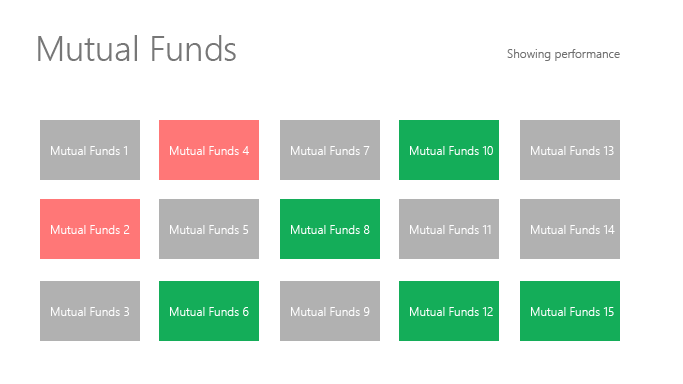 Mutual Funds
Showing performance
Mutual Funds 1
Mutual Funds 4
Mutual Funds 7
Mutual Funds 10
Mutual Funds 13
Mutual Funds 2
Mutual Funds 5
Mutual Funds 8
Mutual Funds 11
Mutual Funds 14
Mutual Funds 3
Mutual Funds 6
Mutual Funds 9
Mutual Funds 12
Mutual Funds 15